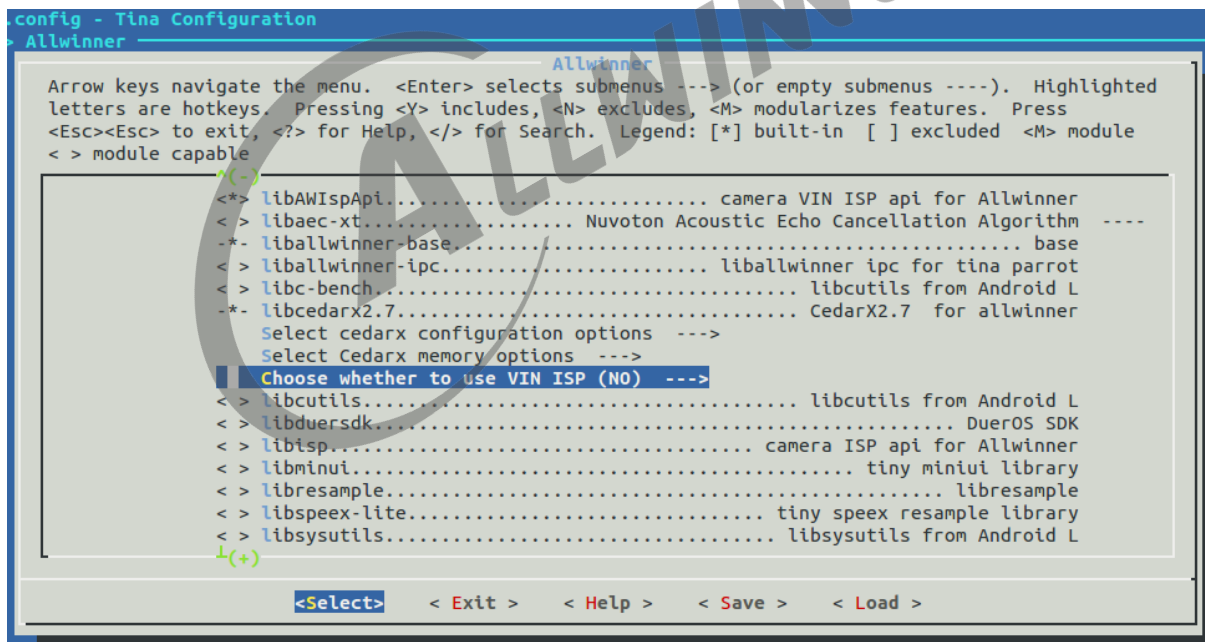 .config - Tina Configuration
> Allwinner
Allwinner
Arrow keys navigate the menu.  <Enter> selects submenus ---> (or empty submenus ----).  Highlighted
letters are hotkeys.  Pressing <Y> includes, <N> excludes, <M> modularizes features.  Press
<Esc><Esc> to exit, <?> for Help, </> for Search.  Legend: [*] built-in  [ ] excluded  <M> module
< > module capable
^(-)
<*> libAWIspApi............................. camera VIN ISP api for Allwinner
< > libaec-xt................... Nuvoton Acoustic Echo Cancellation Algorithm  ----
-*- liballwinner-base................................................... base
< > liballwinner-ipc........................ liballwinner ipc for tina parrot
< > libc-bench...................................... libcutils from Android L
-*- libcedarx2.7.................................... CedarX2.7  for allwinner
Select cedarx configuration options  --->
Select Cedarx memory options  --->
Choose whether to use VIN ISP (NO)  --->
< > libcutils....................................... libcutils from Android L
< > libduersdk.................................................... DuerOS SDK
< > libisp...................................... camera ISP api for Allwinner
< > libminui............................................. tiny miniui library
< > libresample.................................................. libresample
< > libspeex-lite................................ tiny speex resample library
< > libsysutils................................... libsysutils from Android L
┴(+)
<Select>    < Exit >    < Help >    < Save >    < Load >